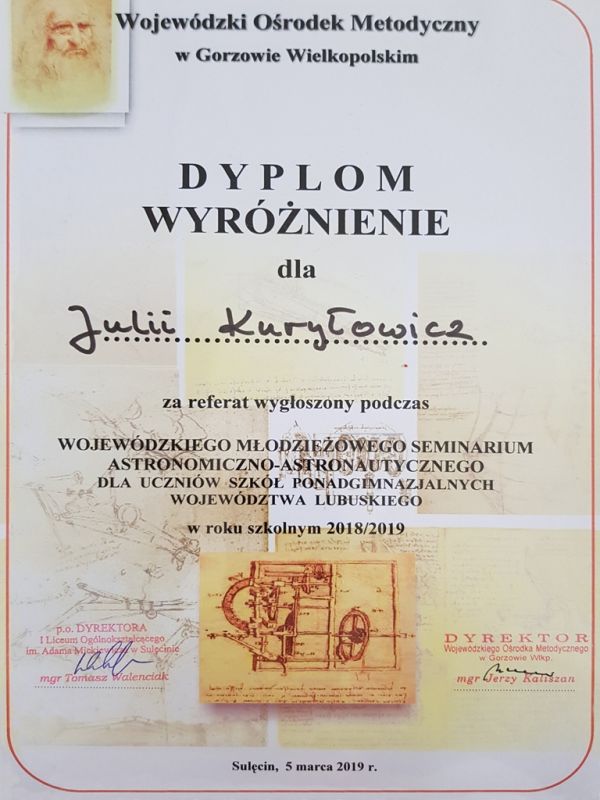 Wojewódzki Ośrodek Metodyczny
w Gorzowie Wielkopolskim
DYPLOM
WYRÓŻNIENIE
dla
Julii Kuryłowicz
za referat wygłoszony podczas
WOJEWÓDZKIEGO MŁODZIEŻOWEGO SEMINARIUM
ASTRONOMICZNO-ASTRONAUTYCZNEGO
DLA UCZNIÓW SZKÓŁ PONADGIMNAZJALNYCH
WOJEWÓDZTWA LUBUSKIEGO
w roku szkolnym 2018/2019
p.o. DYREKTORA
I Liceum Ogólnokształcącego
im. Adama Mickiewicza w Sulęcinie
mgr Tomasz Walenciak
DYREKTOR
Wojewódzkiego Ośrodka Metodycznego
w Gorzowie Wlkp.
mgr Jerzy Kaliszan
Sulęcin, 5 marca 2019 r.